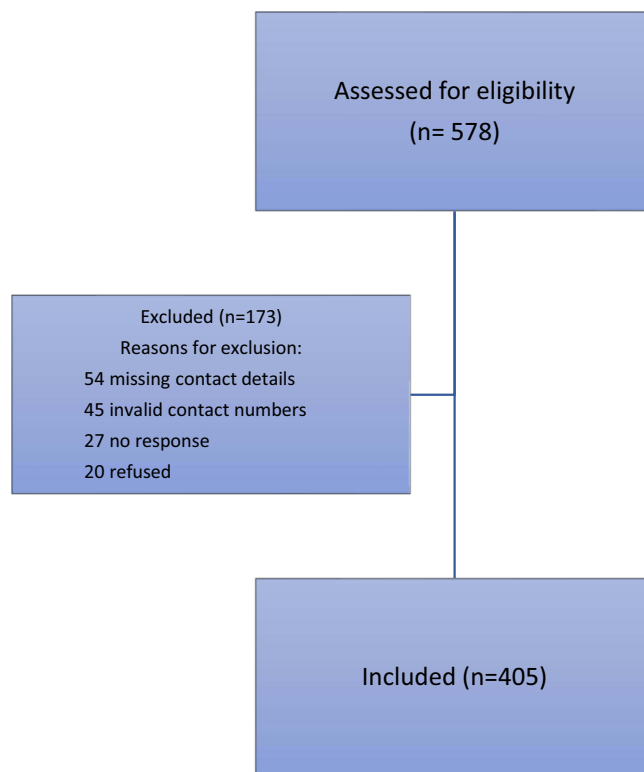 Assessed for eligibility
(n= 578)
Excluded (n=173)
Reasons for exclusion:
54 missing contact details
45 invalid contact numbers
27 no response
20 refused
Included (n=405)